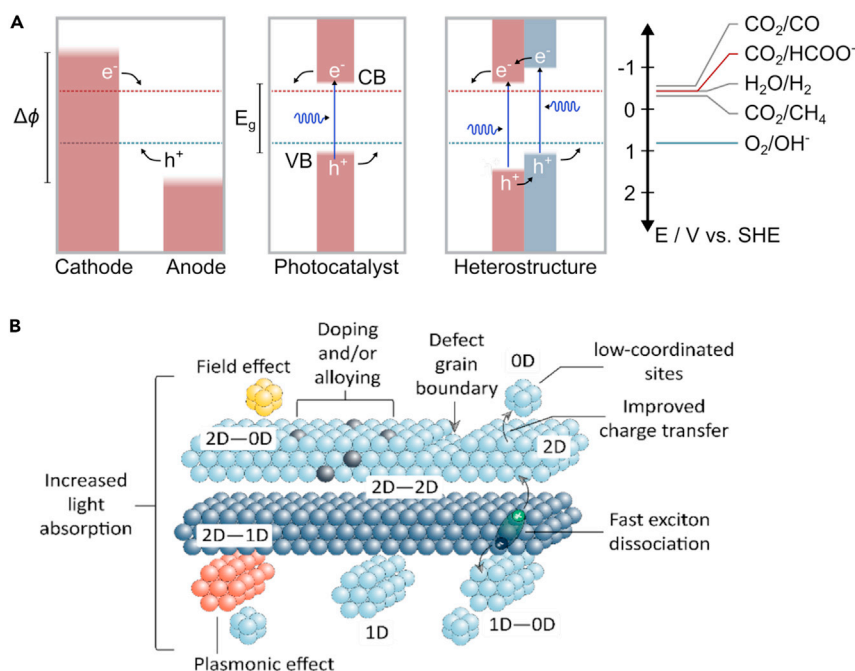 A
Δϕ
e-
h+
Cathode
Anode
e-
CB
Eg
VB
h+
Photocatalyst
e-
e-
h+
h+
Heterostructure
-1
0
1
2
E / V vs. SHE
CO2/CO
CO2/HCOO-
H2O/H2
CO2/CH4
O2/OH-
B
Increased
light
absorption
Field effect
Doping
and/or
alloying
Defect
grain
boundary
0D
low-coordinated
sites
Improved
charge transfer
2D—0D
2D
2D—2D
2D—1D
Fast exciton
dissociation
1D
1D—0D
Plasmonic effect